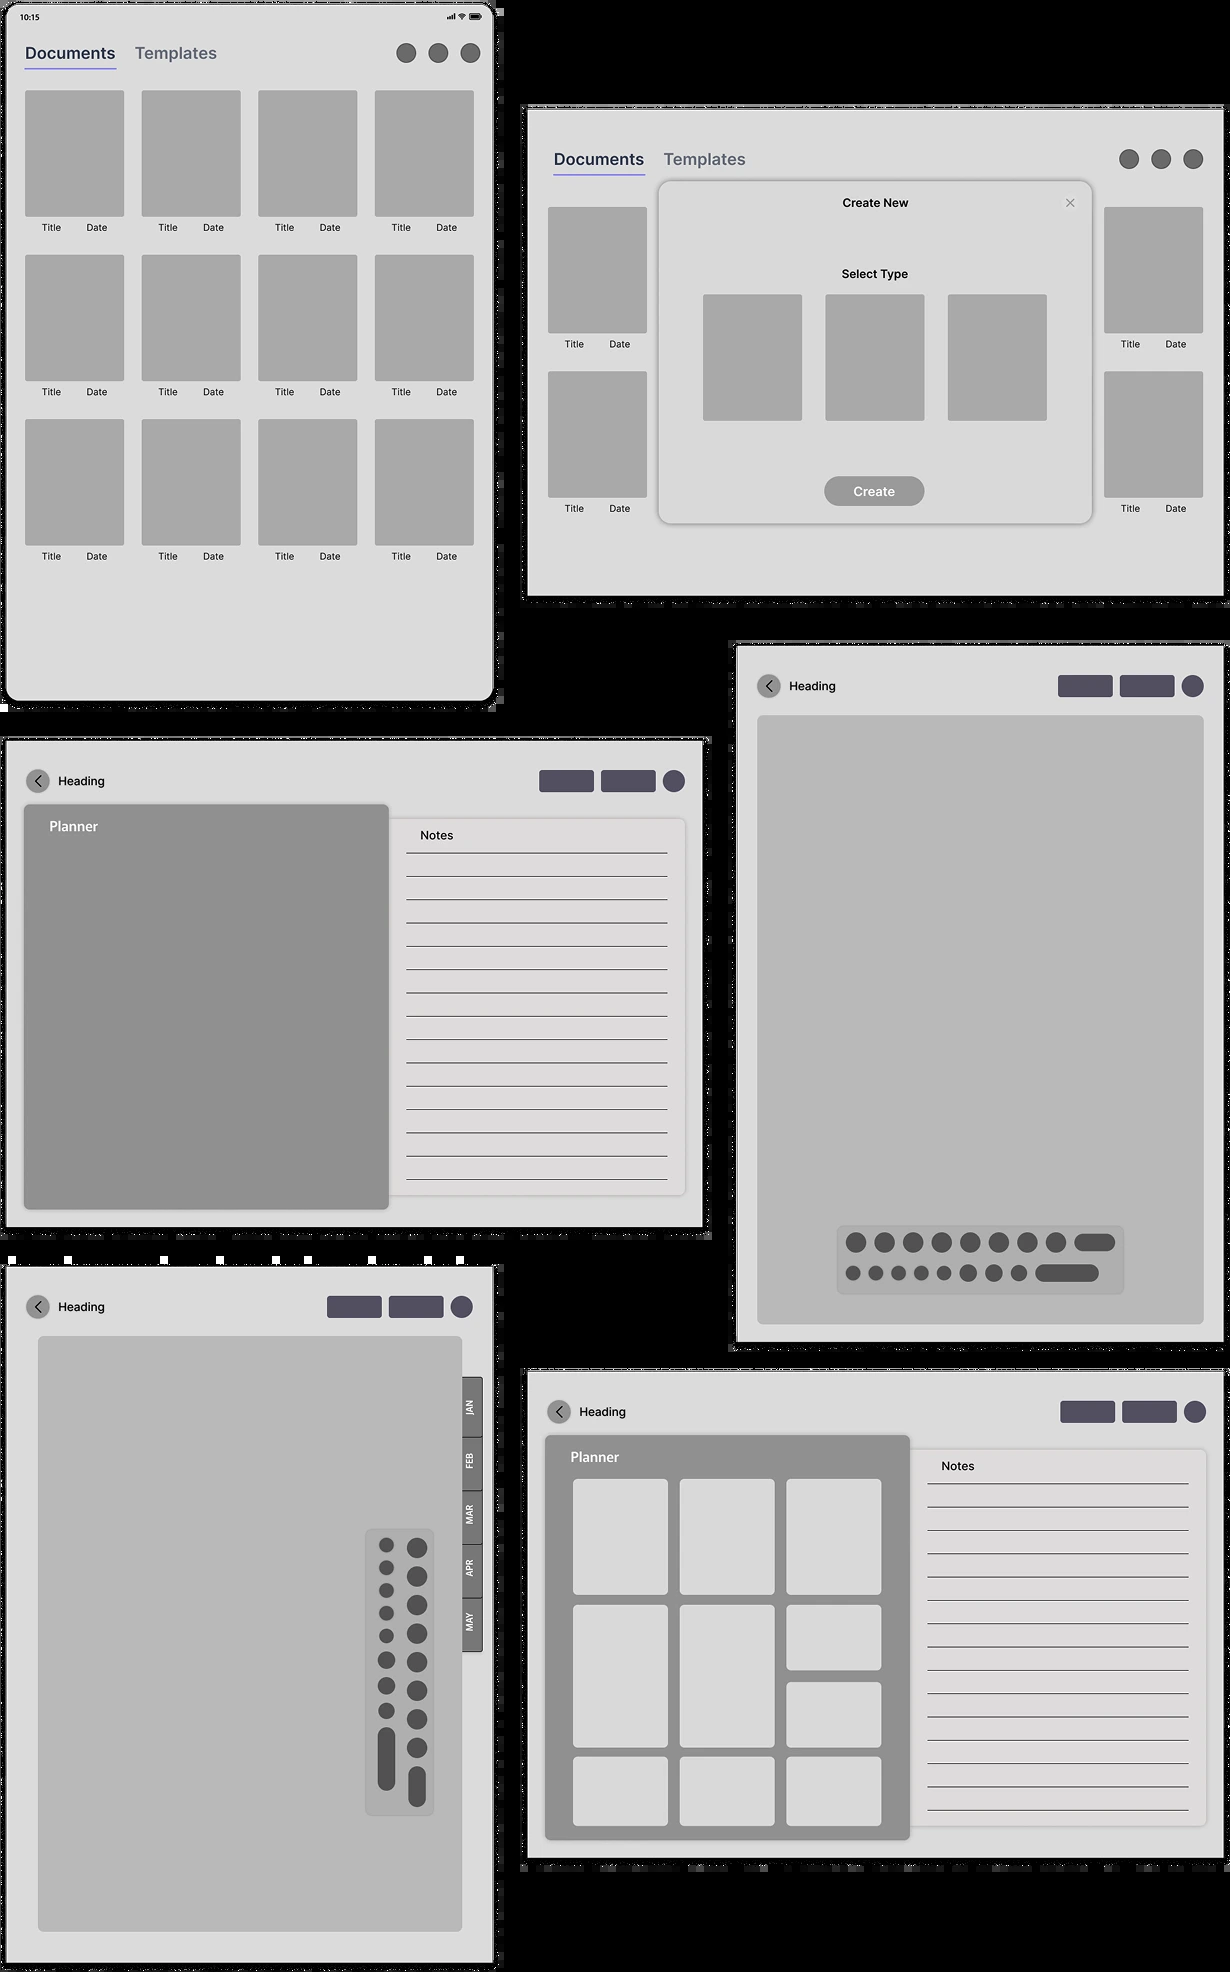 10:15
Documents Templates
Title Date Title Date Title Date Title Date
Title Date Title Date Title Date Title Date
Title Date Title Date Title Date Title Date
Documents Templates
Create New
Select Type
Title Date
Title Date
Title Date
Title Date
Create
Heading
Heading
Planner
Notes
Heading
JAN
FEB
MAR
APR
MAY
Heading
Planner
Notes